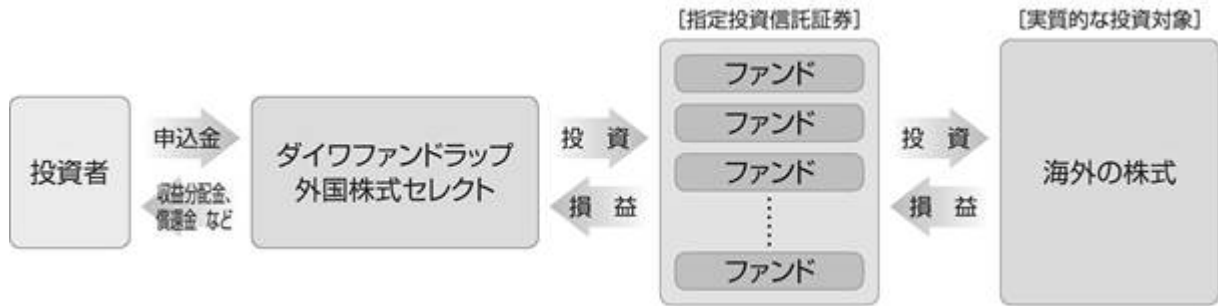 [指定投資信託証券]
[実質的な投資対象]
投資者
申込金
収益分配金、
償還金 など
ダイワファンドラップ
外国株式セレクト
投 資
損 益
ファンド
ファンド
ファンド
ファンド
投 資
損 益
海外の株式